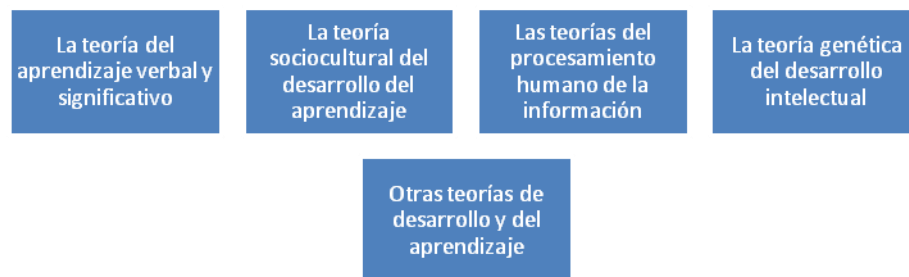 La teoría del
aprendizaje verbal y
significativo
La teoría
sociocultural del
desarrollo del
aprendizaje
Las teorías del
procesamiento
humano de la
información
La teoría genética
del desarrollo
intelectual
Otras teorías de
desarrollo y del
aprendizaje